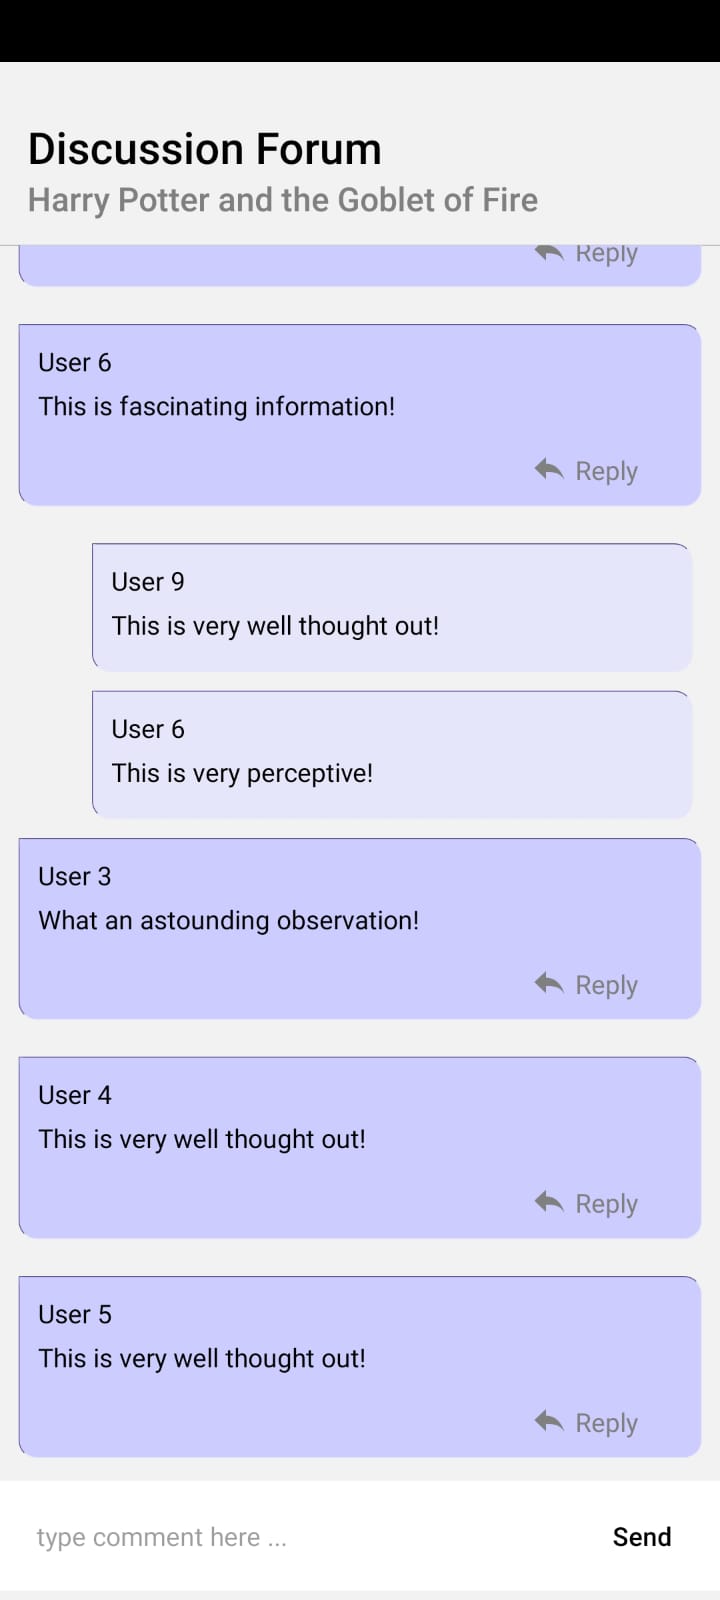 Discussion Forum
Harry Potter and the Goblet of Fire
Reply
User 6
This is fascinating information!
Reply
User 9
This is very well thought out!
User 6
This is very perceptive!
User 3
What an astounding observation!
Reply
User 4
This is very well thought out!
Reply
User 5
This is very well thought out!
Reply
type comment here ...
Send